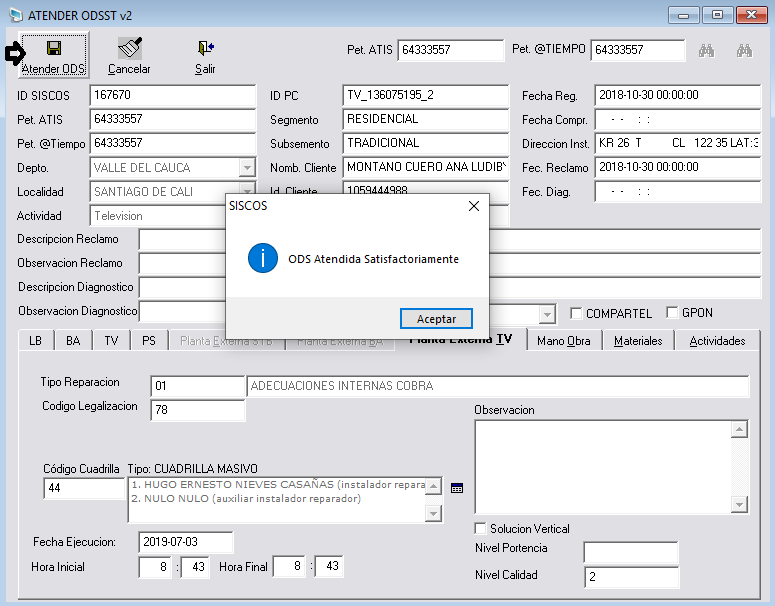 ATENDER ODSST v2
Atender ODS Cancelar Salir Pet. ATIS 64333557 Pet. @TIEMPO 64333557
ID SISCOS 167670 ID PC TV_136075195_2 Fecha Reg. 2018-10-30 00:00:00
Pet. ATIS 64333557 Segmento RESIDENCIAL Fecha Compr. - - : :
Pet. @Tiempo 64333557 Subsemento TRADICIONAL Direccion Inst. KR 26 T CL 122 35 LAT:3
Depto. VALLE DEL CAUCA Nomb. Cliente MONTANO CUERO ANA LUDIB Fec. Reclamo 2018-10-30 00:00:00
Localidad SANTIAGO DE CALI Id. Cliente 1059444988 Fec. Diag. - - : :
Actividad Television
SISCOS
Descripcion Reclamo
Observacion Reclamo
ODS Atendida Satisfactoriamente
Descripcion Diagnostico
Observacion Diagnostico
COMPARTEL GPON
Aceptar
LB BA TV PS Planta Externa STB Planta Externa BA Planta Externa TV Mano Obra Materiales Actividades
Tipo Reparacion 01 ADECUACIONES INTERNAS COBRA
Codigo Legalizacion 78
Observacion
Código Cuadrilla Tipo: CUADRILLA MASIVO
44
1. HUGO ERNESTO NIEVES CASAÑAS (instalador repara
2. NULO NULO (auxiliar instalador reparador)
Solucion Vertical
Fecha Ejecucion: 2019-07-03
Nivel Portencia
Hora Inicial 8 : 43 Hora Final 8 : 43
Nivel Calidad 2